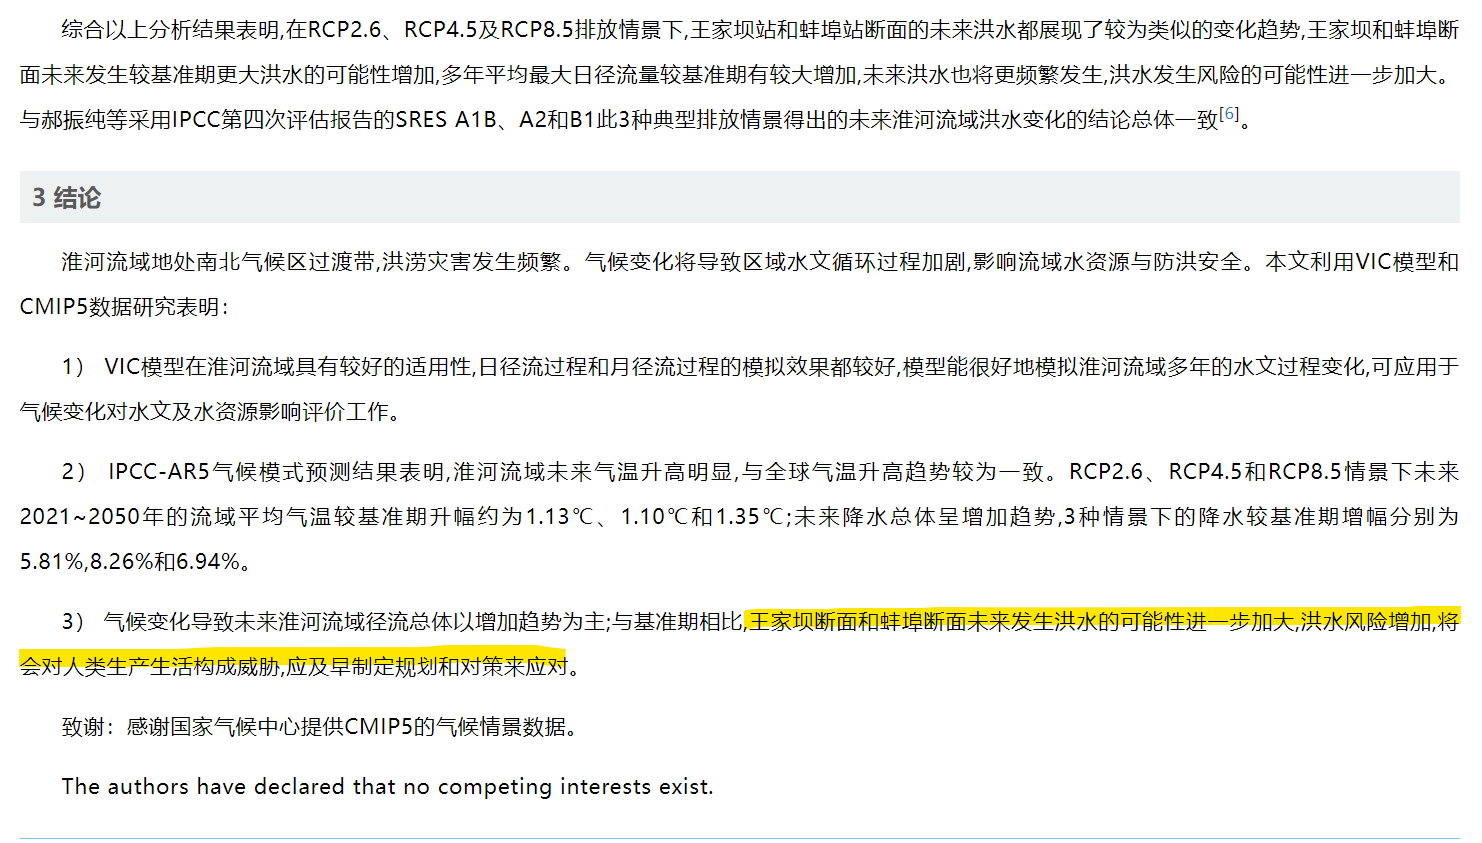 综合以上分析结果表明,在RCP2.6、RCP4.5及RCP8.5排放情景下,王家坝站和蚌埠站断面的未来洪水都展现了较为类似的变化趋势,王家坝和蚌埠断
面未来发生较基准期更大洪水的可能性增加,多年平均最大日径流量较基准期有较大增加,未来洪水也将更频繁发生,洪水发生风险的可能性进一步加大。
与郝振纯等采用IPCC第四次评估报告的SRES A1B、A2和B1此3种典型排放情景得出的未来淮河流域洪水变化的结论总体一致[6]。
3 结论
淮河流域地处南北气候区过渡带,洪涝灾害发生频繁。气候变化将导致区域水文循环过程加剧,影响流域水资源与防洪安全。本文利用VIC模型和
CMIP5数据研究表明：
1） VIC模型在淮河流域具有较好的适用性,日径流过程和月径流过程的模拟效果都较好,模型能很好地模拟淮河流域多年的水文过程变化,可应用于
气候变化对水文及水资源影响评价工作。
2） IPCC-AR5气候模式预测结果表明,淮河流域未来气温升高明显,与全球气温升高趋势较为一致。RCP2.6、RCP4.5和RCP8.5情景下未来
2021~2050年的流域平均气温较基准期升幅约为1.13℃、1.10℃和1.35℃;未来降水总体呈增加趋势,3种情景下的降水较基准期增幅分别为
5.81%,8.26%和6.94%。
3） 气候变化导致未来淮河流域径流总体以增加趋势为主;与基准期相比,王家坝断面和蚌埠断面未来发生洪水的可能性进一步加大,洪水风险增加,将
会对人类生产生活构成威胁,应及早制定规划和对策来应对。
致谢：感谢国家气候中心提供CMIP5的气候情景数据。
The authors have declared that no competing interests exist.